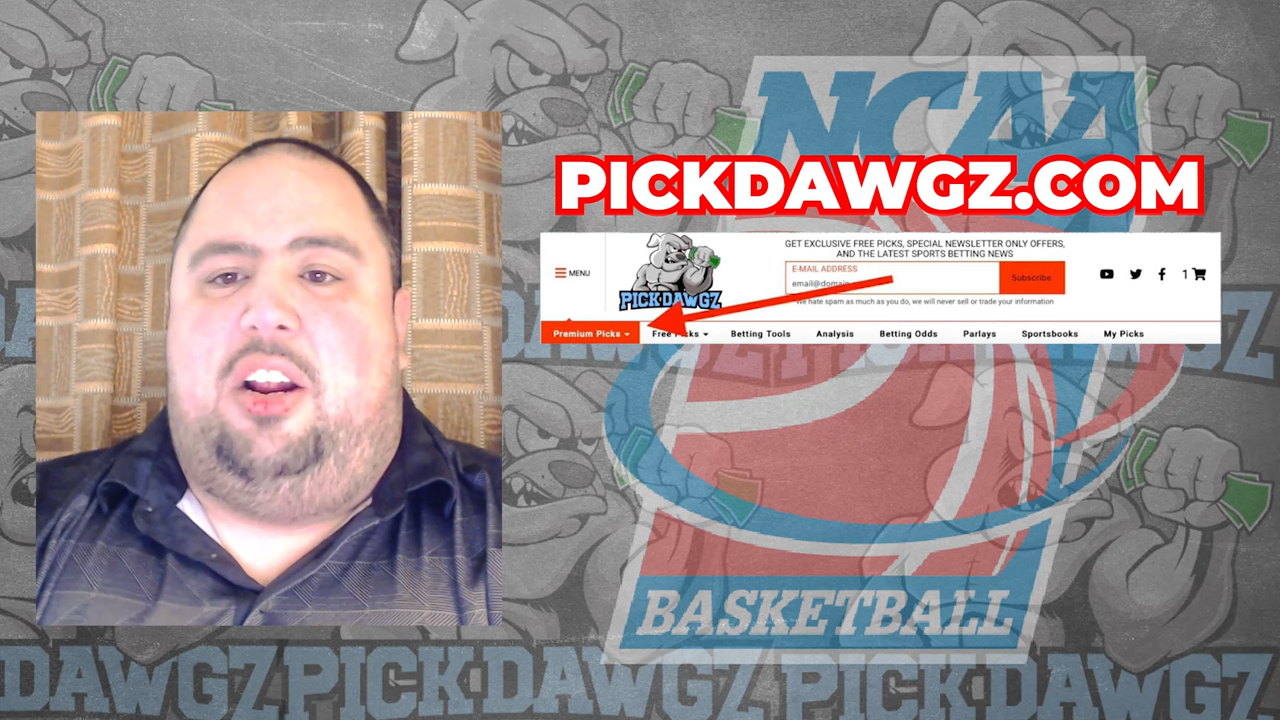 NCAA
PICKDAWGZ.COM
MENU
PICKDAWGZ
GET EXCLUSIVE FREE PICKS, SPECIAL NEWSLETTER ONLY OFFERS,
AND THE LATEST SPORTS BETTING NEWS
E-MAIL ADDRESS
Subscribe
1
We hate spam as much as you do, we will never sell or trade your information
Premium Picks
Free Picks
Betting Tools
Analysis
Betting Odds
Parlays
Sportsbooks
My Picks
BASKETBALL
DAWGZ PICKDAWGZ PICKDAWGZ